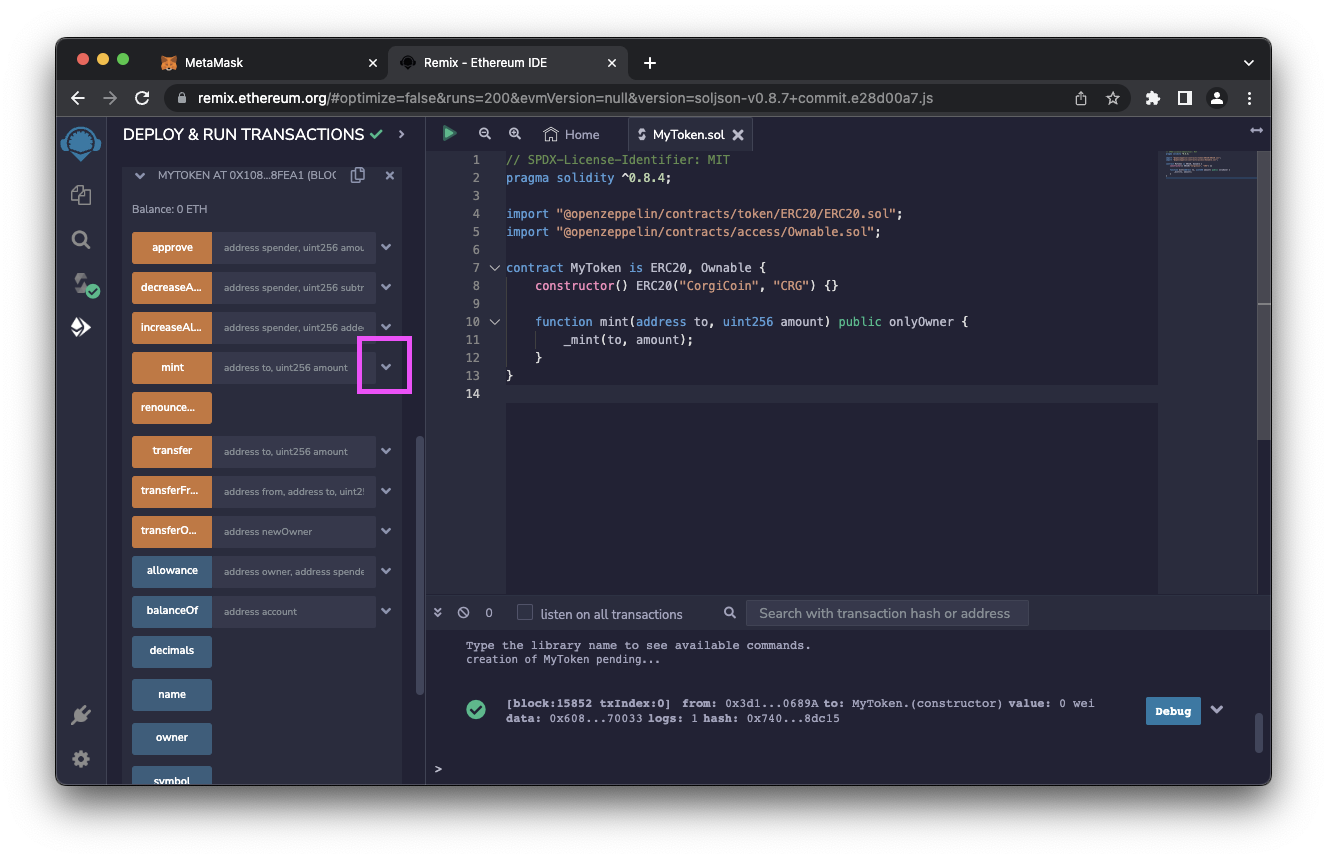 MetaMask
Remix - Ethereum IDE
remix.ethereum.org/#optimize=false&runs=200&evmVersion=null&version=soljson-v0.8.7+commit.e28d00a7.js
DEPLOY & RUN TRANSACTIONS
MYTOKEN AT 0X108...8FEA1 (BLOC
Balance: 0 ETH
approve address spender, uint256 amou
decreaseA... address spender, uint256 subtr
increaseAl... address spender, uint256 adde
mint address to, uint256 amount
renounce...
transfer address to, uint256 amount
transferFr... address from, address to, uint2
transferO... address newOwner
allowance address owner, address spende
balanceOf address account
decimals
name
owner
symbol
Home
MyToken.sol
1 // SPDX-License-Identifier: MIT
2 pragma solidity ^0.8.4;
3
4 import "@openzeppelin/contracts/token/ERC20/ERC20.sol";
5 import "@openzeppelin/contracts/access/Ownable.sol";
6
7 contract MyToken is ERC20, Ownable {
8 constructor() ERC20("CorgiCoin", "CRG") {}
9
10 function mint(address to, uint256 amount) public onlyOwner {
11 _mint(to, amount);
12 }
13 }
14
0 listen on all transactions Search with transaction hash or address
Type the library name to see available commands.
creation of MyToken pending...
[block:15852 txIndex:0] from: 0x3d1...0689A to: MyToken.(constructor) value: 0 wei
data: 0x608...70033 logs: 1 hash: 0x740...8dc15
Debug
>